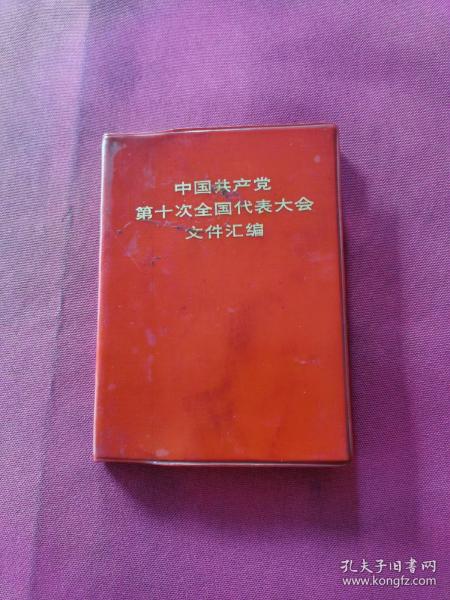 中国共产党
第十次全国代表大会
文件汇编
孔夫子旧书网
www.kongfz.com